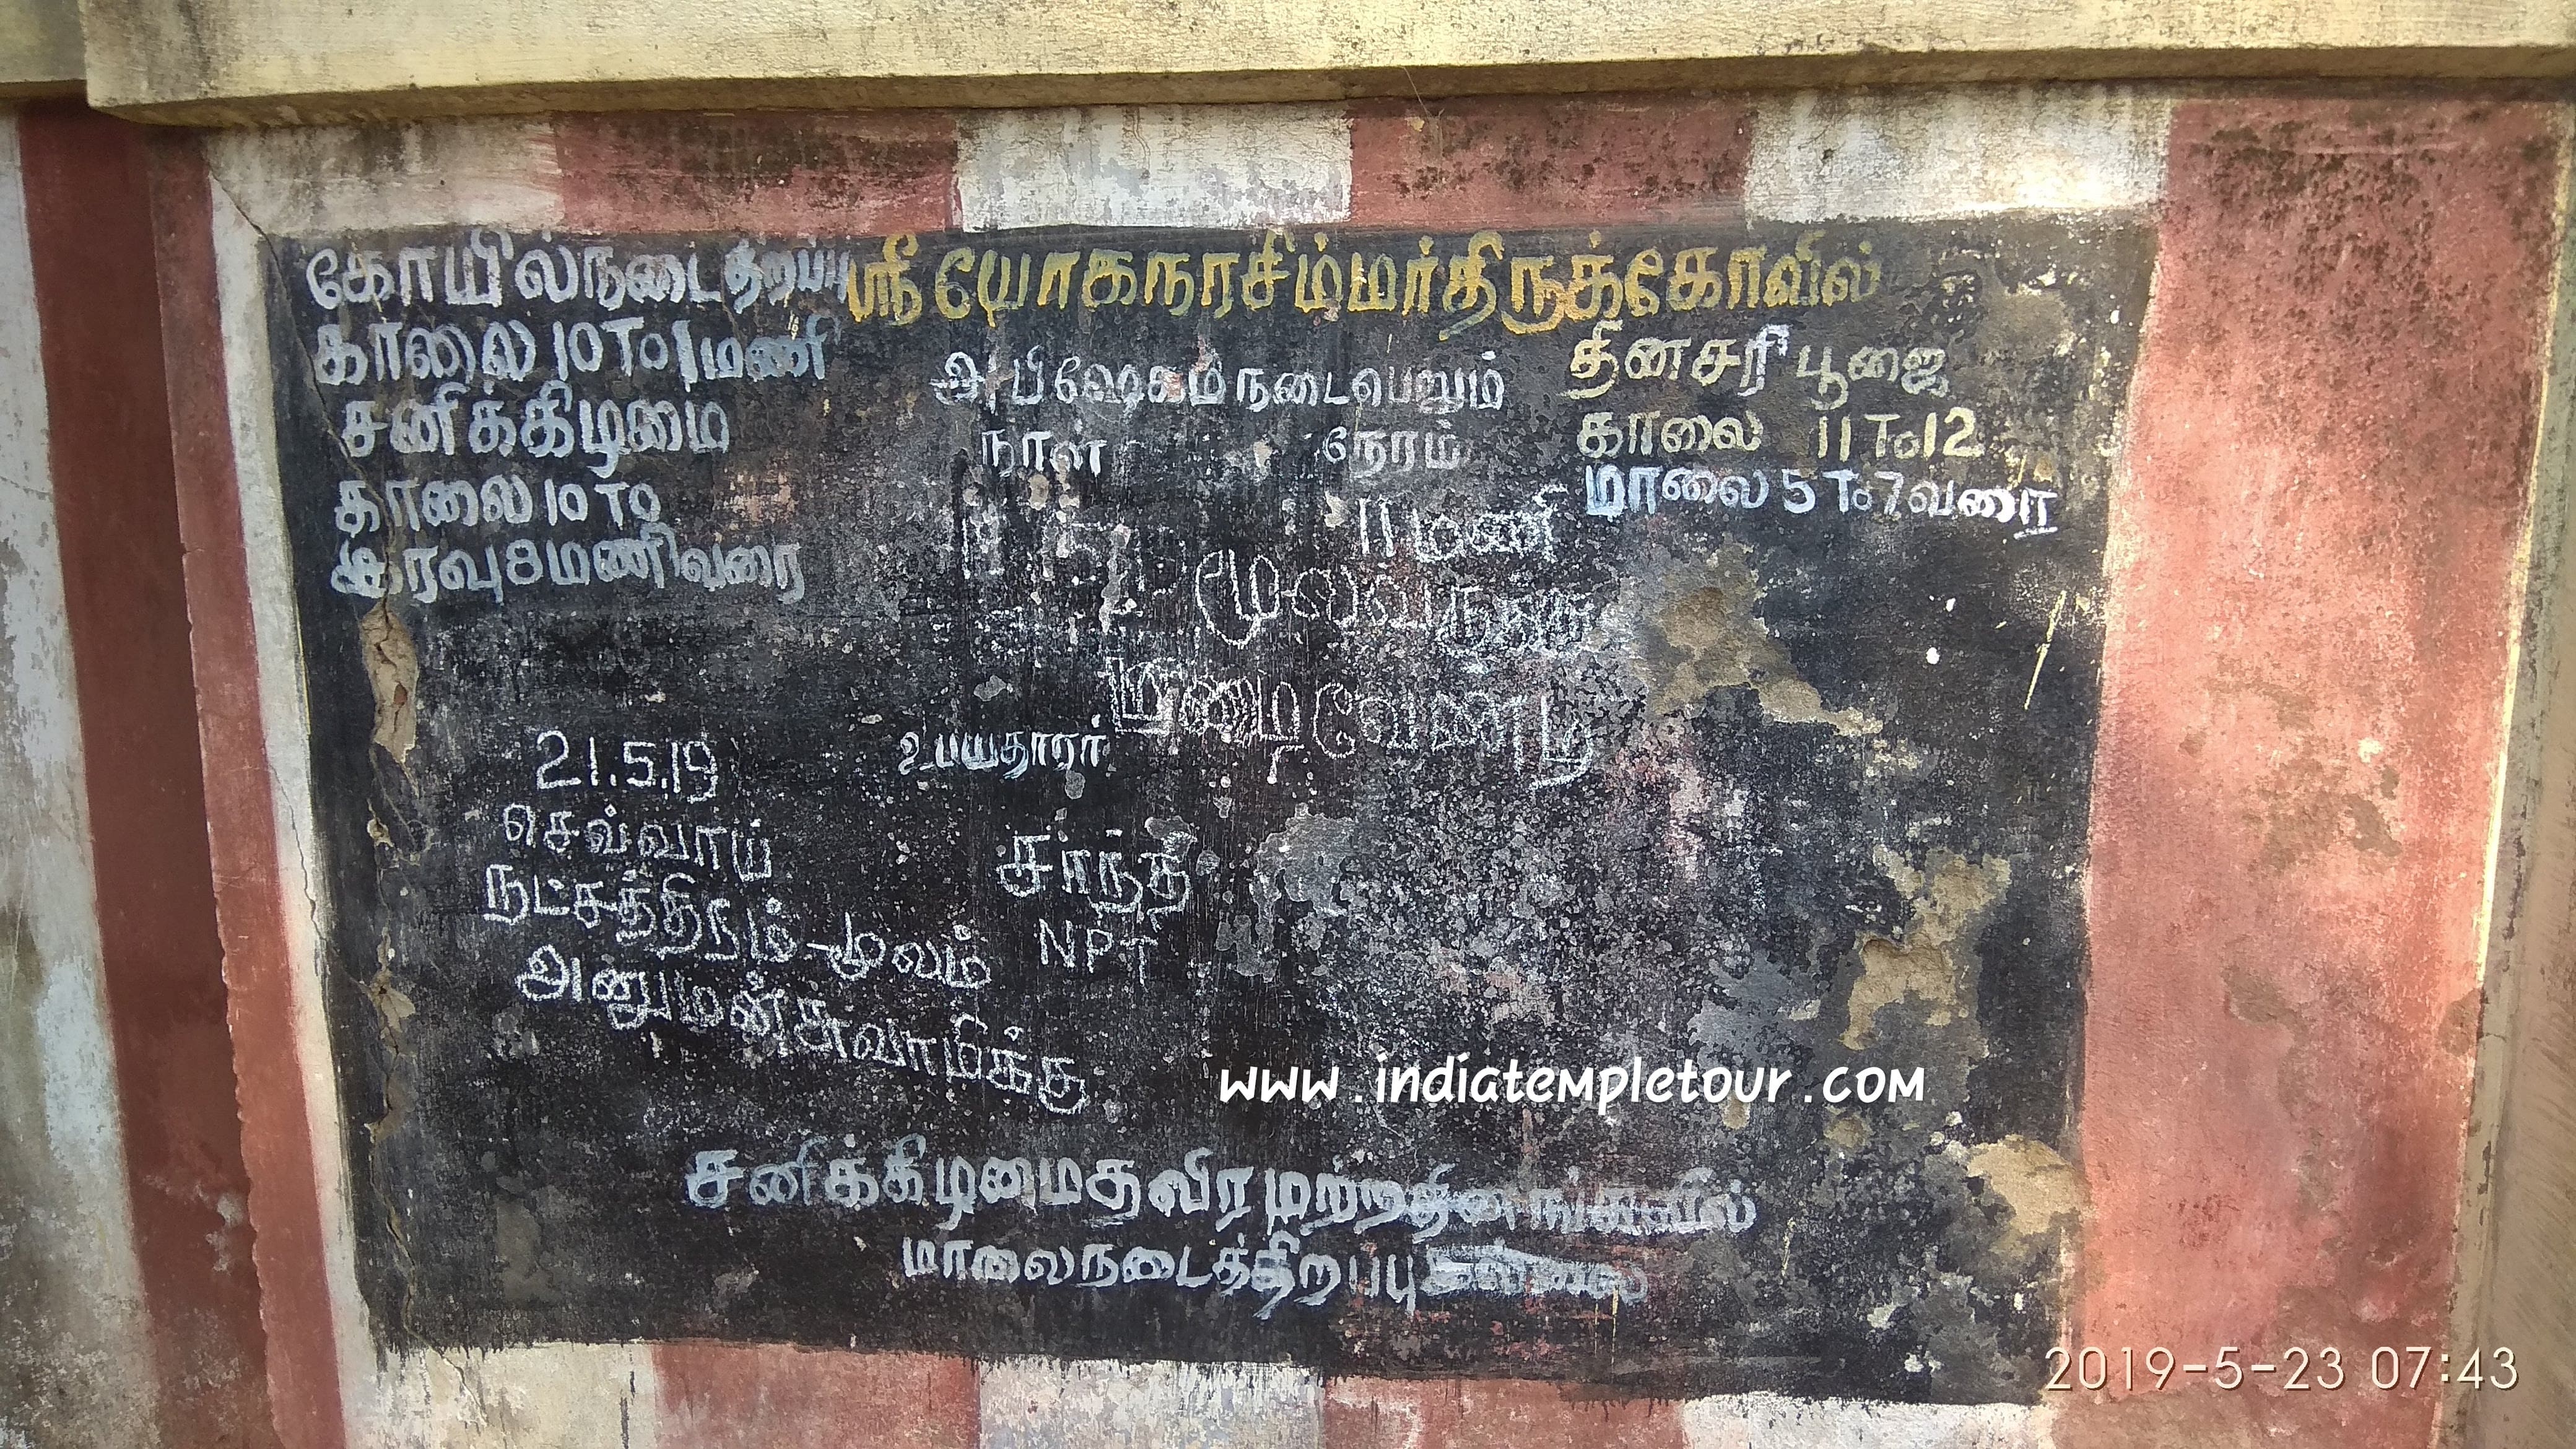 ஸ்ரீ யோகநரசிம்மர்திருக்கோவில்
கோயில்நடை திறப்பு
காலை 10 To 1 மணி
சனிக்கிழமை
காலை 10 To
இரவு 8 மணி வரை
அபிஷேகம் நடைபெறும்
நாள் நேரம்
11 மணி
தினசரி பூஜை
காலை 11 To 12
மாலை 5 To 7 வரை
21.5.19
செவ்வாய்
நட்சத்திரம்-மூலம்
அனுமன் சுவாமிக்கு
உபயதாரர்
சாந்தி
NPT
www.indiatempletour.com
சனிக்கிழமை தவிர மற்ற தினங்களில்
மாலை நடைத்திறப்பு இல்லை
2019-5-23 07:43